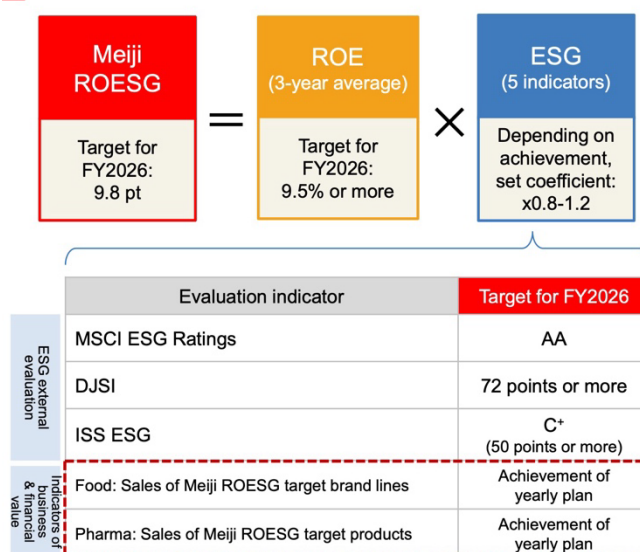 Meiji
ROESG
Target for
FY2026:
9.8 pt
=
ROE
(3-year average)
Target for
FY2026:
9.5% or more
×
ESG
(5 indicators)
Depending on
achievement,
set coefficient:
x0.8-1.2
Evaluation indicator
Target for FY2026
ESG external
evaluation
MSCI ESG Ratings
AA
DJSI
72 points or more
ISS ESG
C+
(50 points or more)
Indicators of
business
& financial
value
Food: Sales of Meiji ROESG target brand lines
Achievement of
yearly plan
Pharma: Sales of Meiji ROESG target products
Achievement of
yearly plan